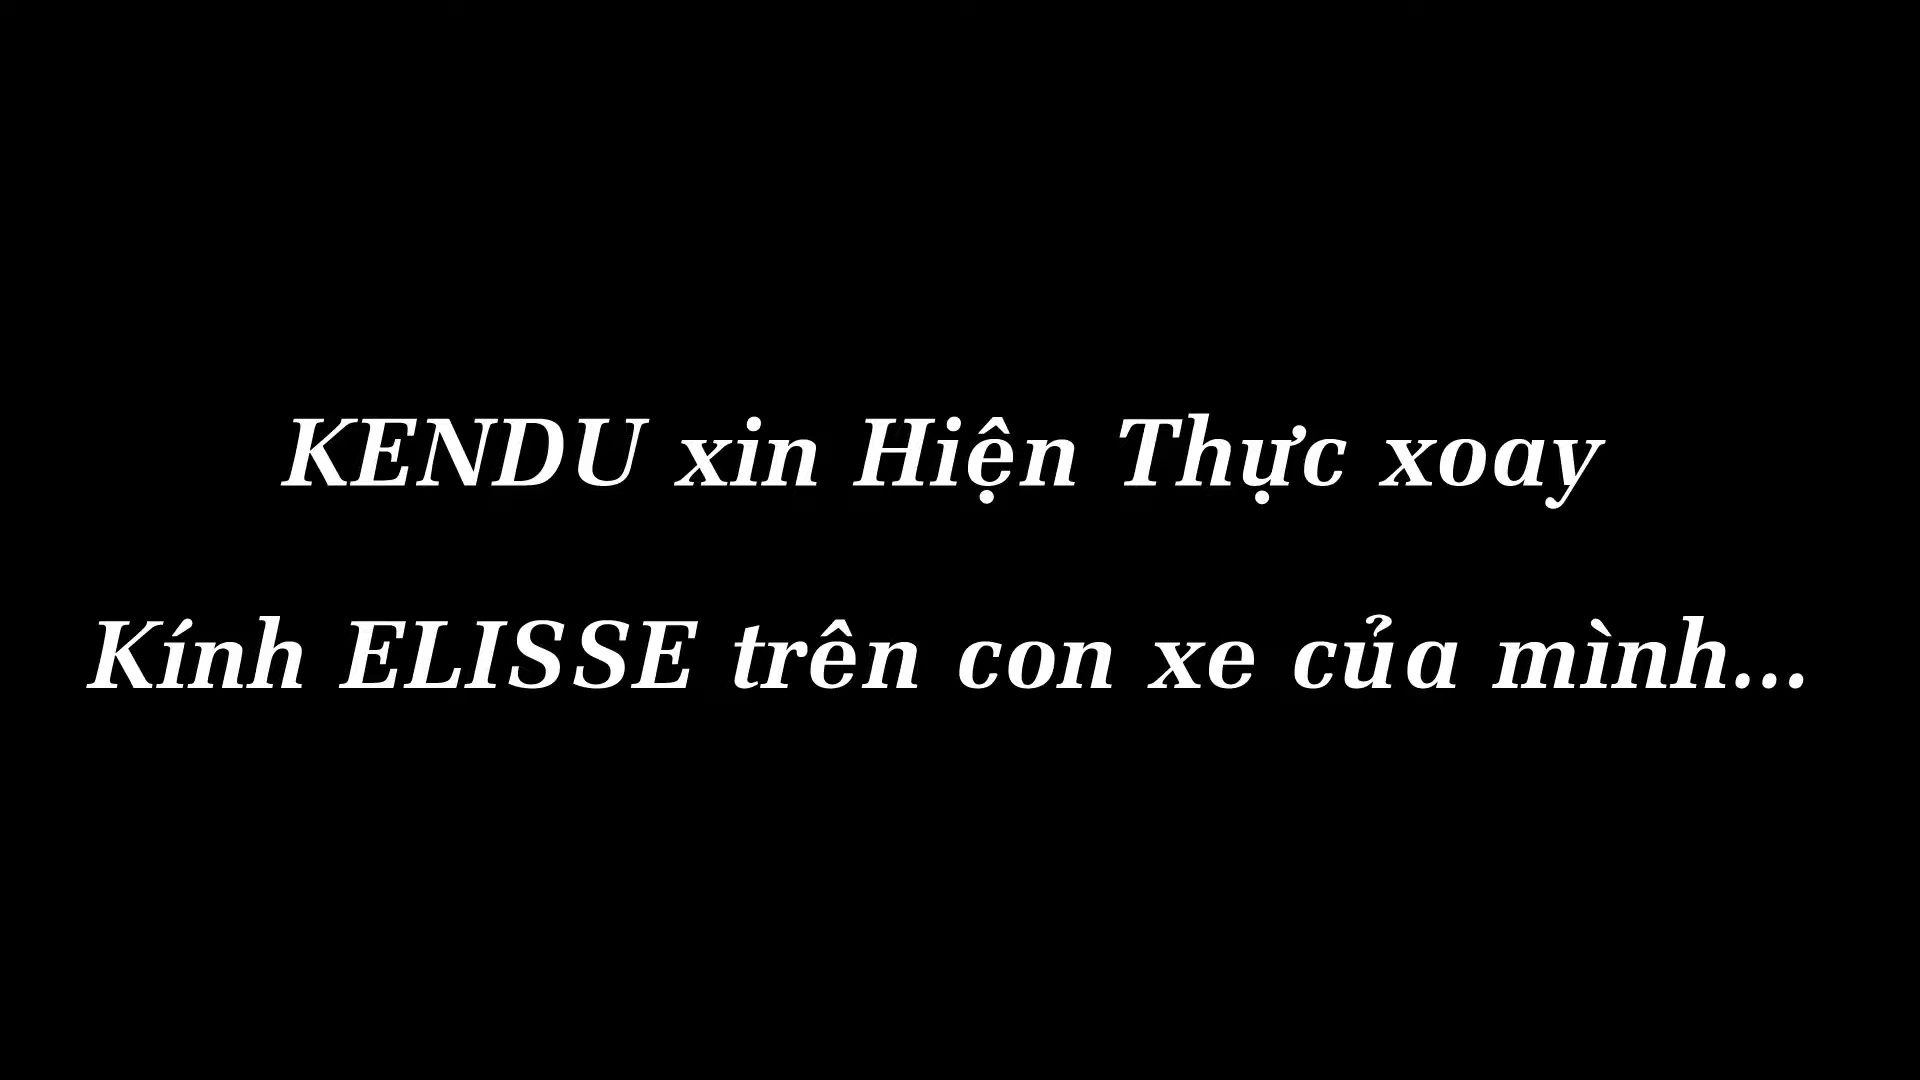 KENDU xin Hiện Thực xoay
Kính ELISSE trên con xe của mình...